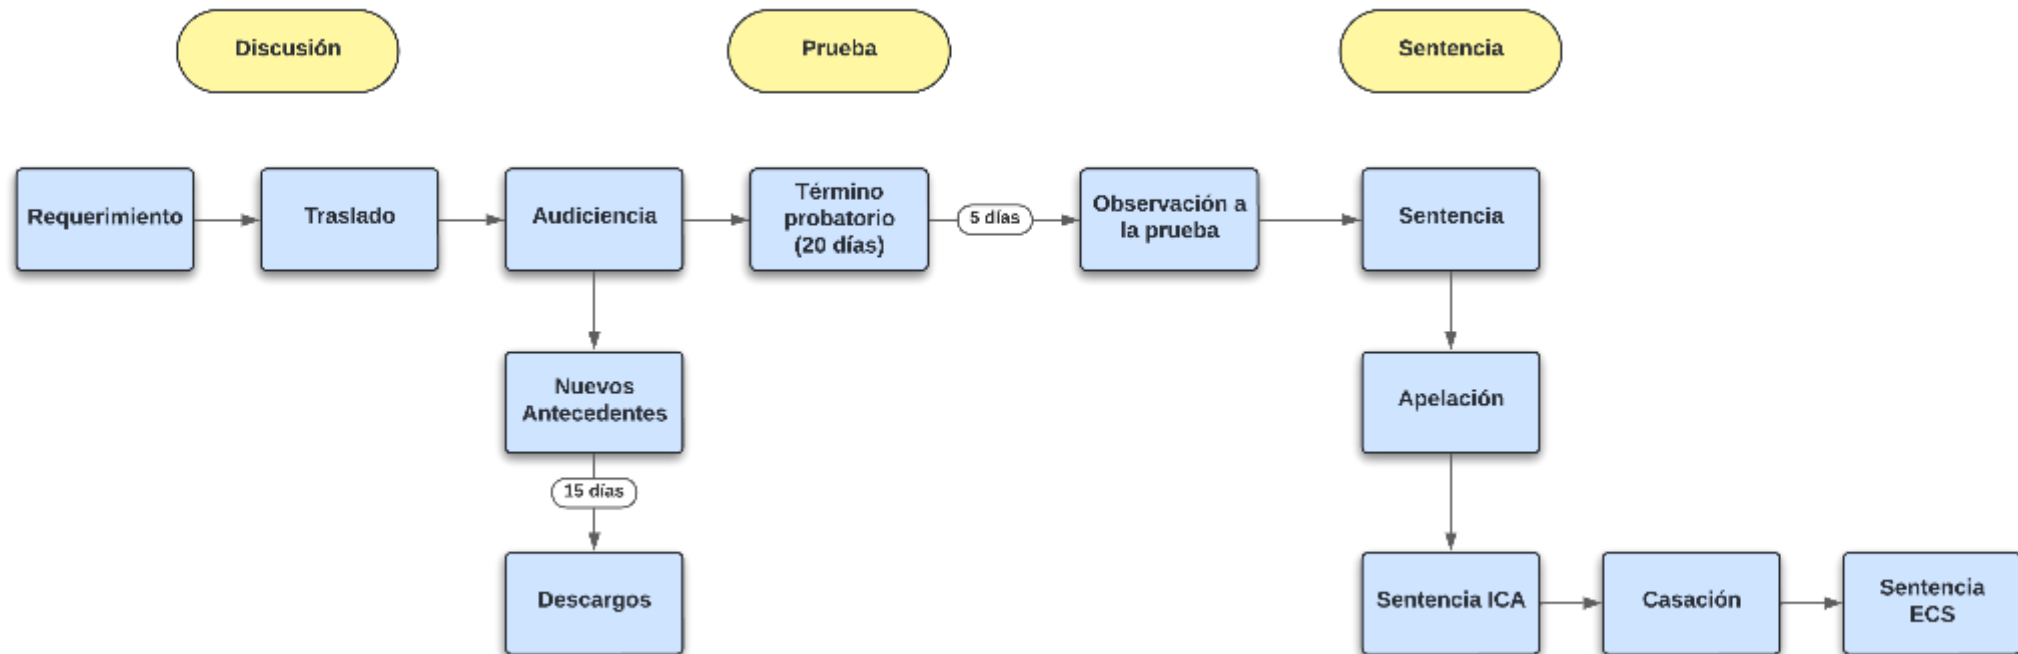 Discusión
Prueba
Sentencia
Requerimiento
Traslado
Audiciencia
Término
probatorio
(20 días)
5 días
Observación a
la prueba
Sentencia
Nuevos
Antecedentes
Apelación
15 días
Descargos
Sentencia ICA
Casación
Sentencia
ECS